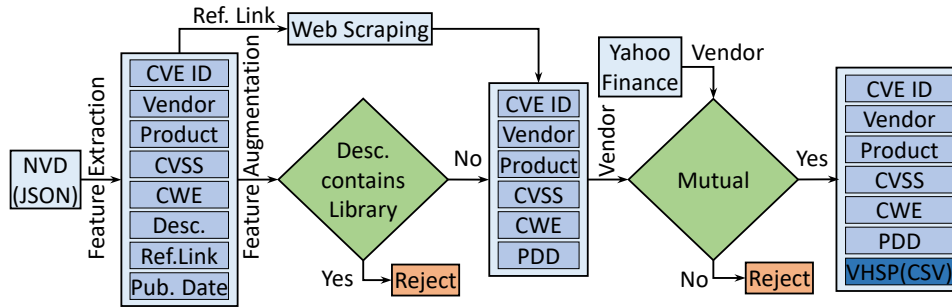 Ref. Link
Web Scraping
NVD
(JSON)
Feature Extraction
CVE ID
Vendor
Product
CVSS
CWE
Desc.
Ref.Link
Pub. Date
Feature Augmentation
Desc.
contains
Library
Yes
Reject
No
CVE ID
Vendor
Product
CVSS
CWE
PDD
Vendor
Yahoo
Finance
Vendor
Mutual
No
Reject
Yes
CVE ID
Vendor
Product
CVSS
CWE
PDD
VHSP(CSV)